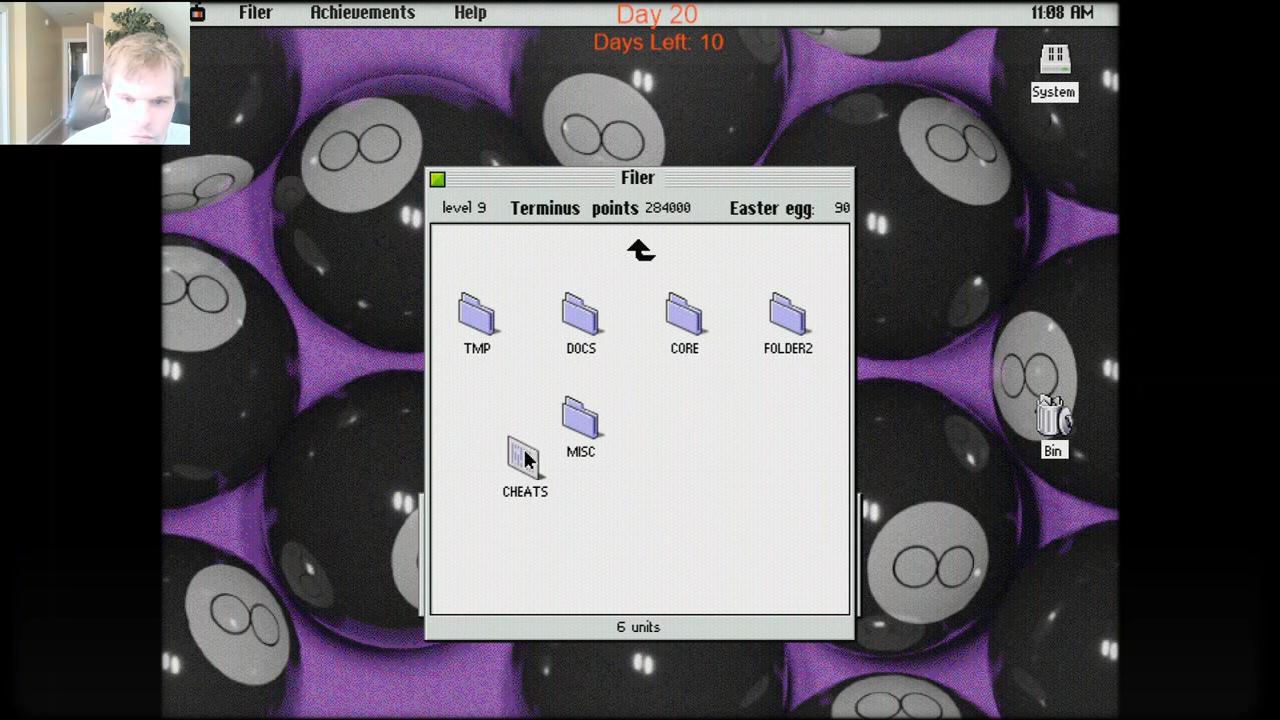 Filer Achievements Help Day 20 11:08 AM
Days Left: 10
System
Filer
level 9 Terminus points 284000 Easter egg: 90
TMP DOCS CORE FOLDER2
MISC
Bin
CHEATS
6 units